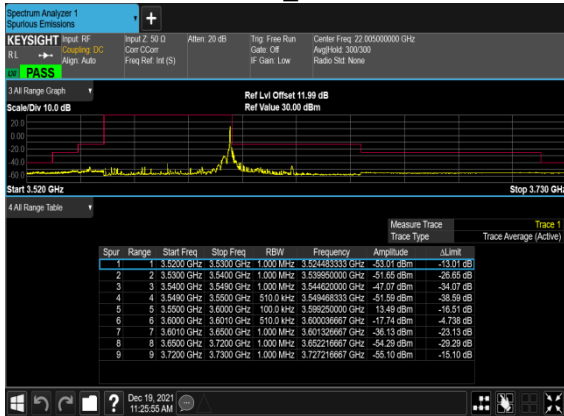 Spectrum Analyzer 1
Spurious Emissions
+
KEYSIGHT Input: RF Input Z: 50 Ω Atten: 20 dB Trig: Free Run Center Freq: 22.005000000 GHz
RL Coupling: DC Corr CCorr Gate: Off Avg|Hold: 300/300
Align: Auto Freq Ref: Int (S) IF Gain: Low Radio Std: None
PASS
3 All Range Graph
Ref Lvl Offset 11.99 dB
Scale/Div 10.0 dB Ref Value 30.00 dBm
20.0
0.00
-20.0
-40.0
-60.0
Start 3.520 GHz Stop 3.730 GHz
4 All Range Table
Measure Trace Trace 1
Trace Type Trace Average (Active)
Spur Range Start Freq Stop Freq RBW Frequency Amplitude ΔLimit
1 1 3.5200 GHz 3.5300 GHz 1.000 MHz 3.524483333 GHz -53.01 dBm -13.01 dB
2 2 3.5300 GHz 3.5400 GHz 1.000 MHz 3.539950000 GHz -51.65 dBm -26.65 dB
3 3 3.5400 GHz 3.5490 GHz 1.000 MHz 3.544620000 GHz -47.07 dBm -34.07 dB
4 4 3.5490 GHz 3.5500 GHz 510.0 kHz 3.549468333 GHz -51.59 dBm -38.59 dB
5 5 3.5500 GHz 3.6000 GHz 100.0 kHz 3.599250000 GHz 13.49 dBm -16.51 dB
6 6 3.6000 GHz 3.6010 GHz 510.0 kHz 3.600036667 GHz -17.74 dBm -4.738 dB
7 7 3.6010 GHz 3.6500 GHz 1.000 MHz 3.601326667 GHz -36.13 dBm -23.13 dB
8 8 3.6500 GHz 3.7200 GHz 1.000 MHz 3.652216667 GHz -54.29 dBm -29.29 dB
9 9 3.7200 GHz 3.7300 GHz 1.000 MHz 3.727216667 GHz -55.10 dBm -15.10 dB
?
Dec 19, 2021
11:25:55 AM